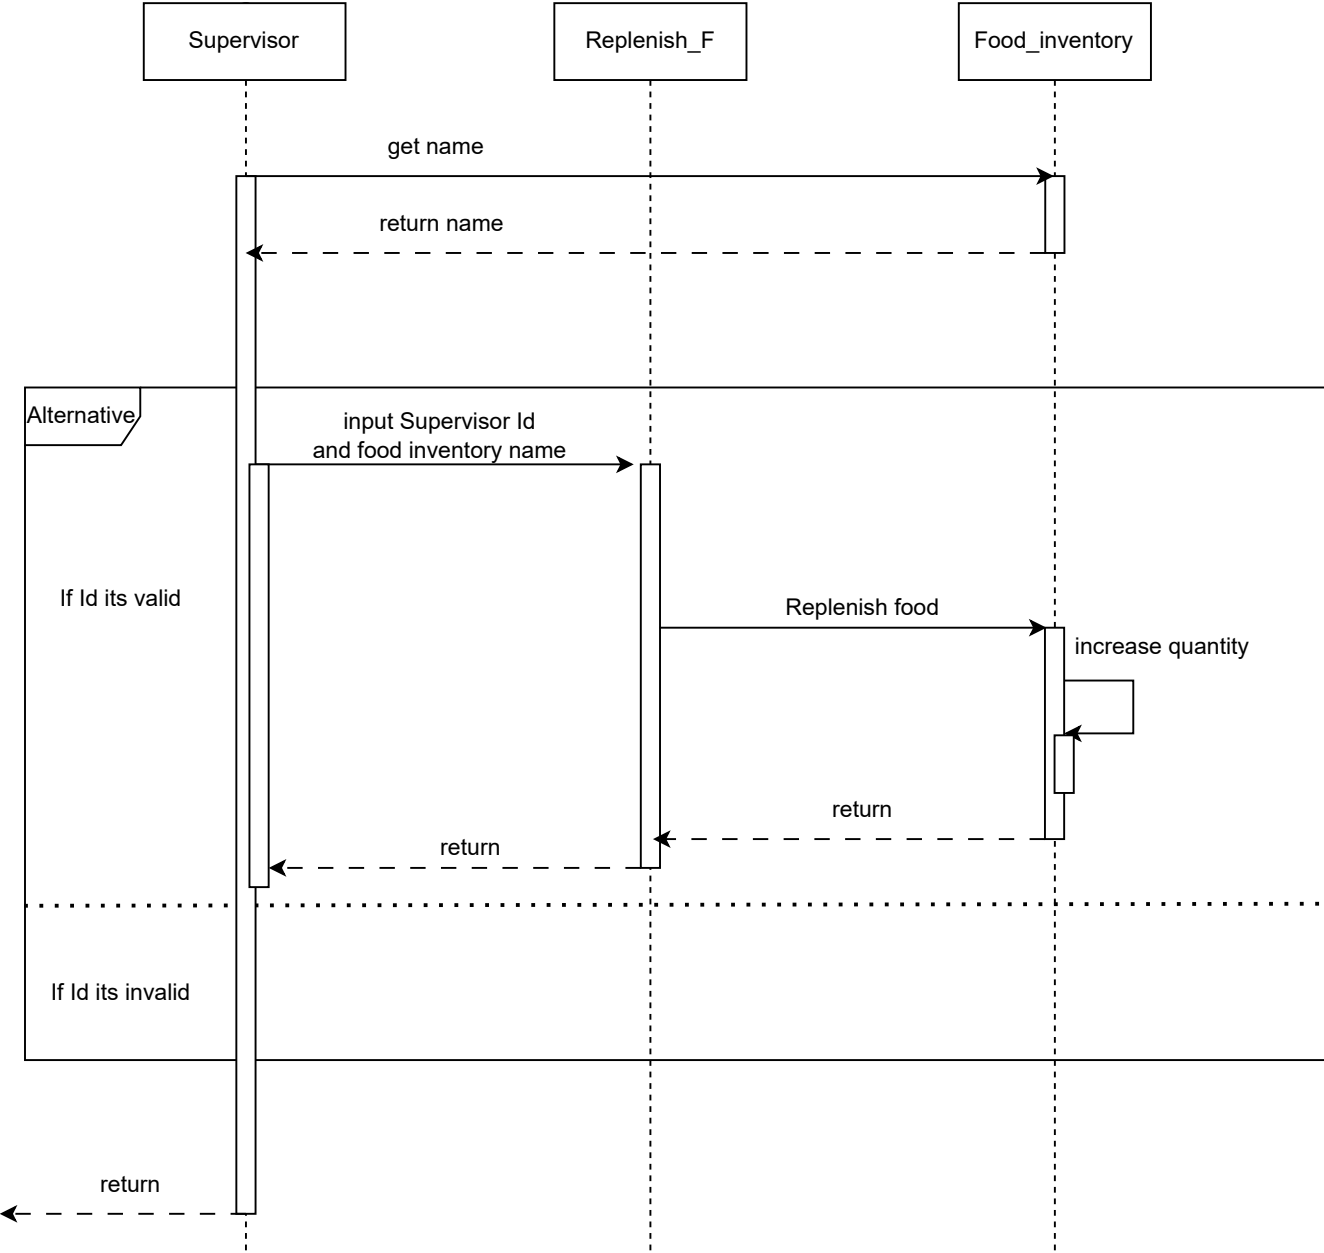 Supervisor
Replenish_F
Food_inventory
get name
return name
Alternative
input Supervisor Id
and food inventory name
If Id its valid
Replenish food
increase quantity
return
return
If Id its invalid
return